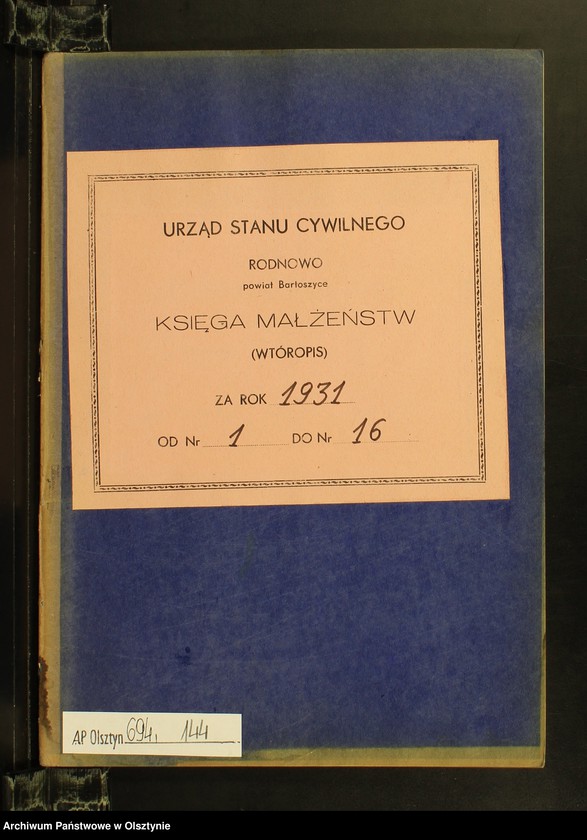 URZĄD STANU CYWILNEGO
RODNOWO
powiat Bartoszyce
KSIĘGA MAŁŻEŃSTW
(WTÓROPIS)
ZA ROK 1931
OD Nr 1 DO Nr 16
AP Olsztyn 694, 144
Archiwum Państwowe w Olsztynie